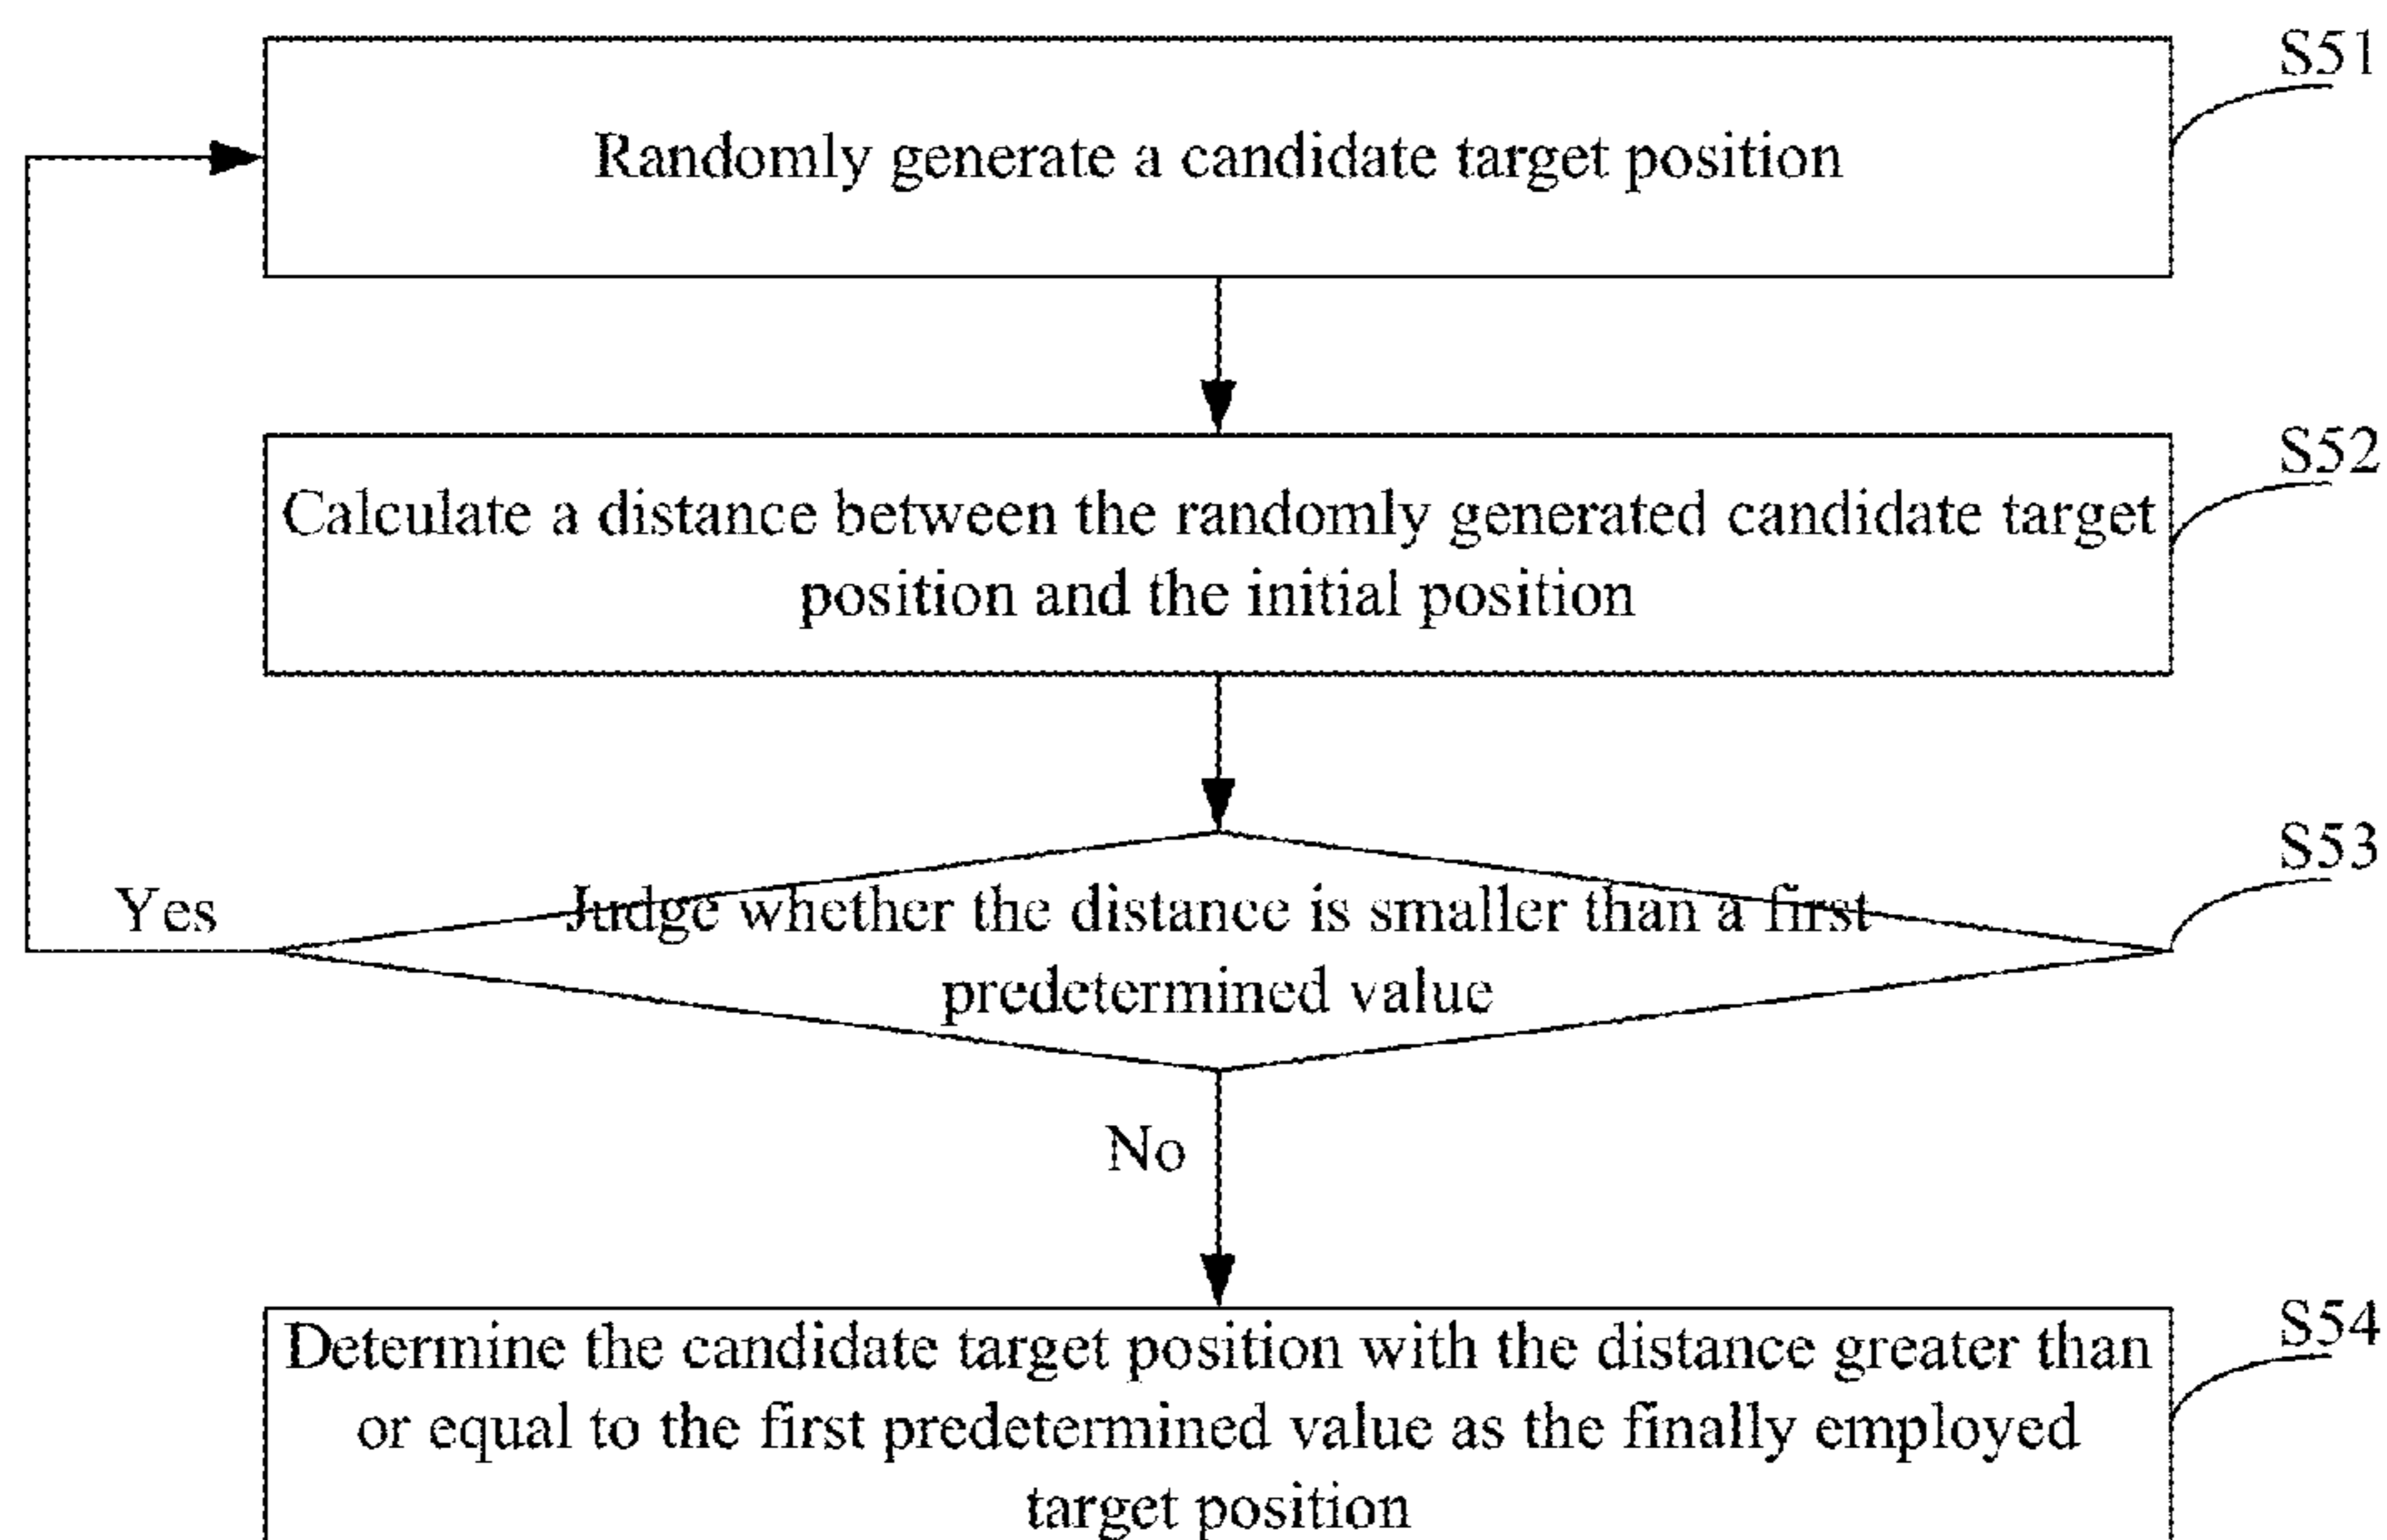 S51
Randomly generate a candidate target position
S52
Calculate a distance between the randomly generated candidate target
position and the initial position
S53
Yes
Judge whether the distance is smaller than a first
predetermined value
No
S54
Determine the candidate target position with the distance greater than
or equal to the first predetermined value as the finally employed
target position